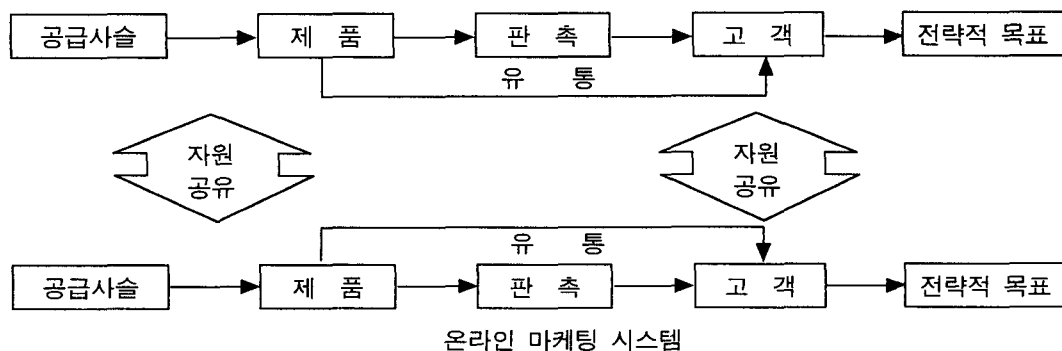 공급사슬 제 품 판 촉 고 객 전략적 목표
유 통
자원 자원
공유 공유
유 통
공급사슬 제 품 판 촉 고 객 전략적 목표
온라인 마케팅 시스템